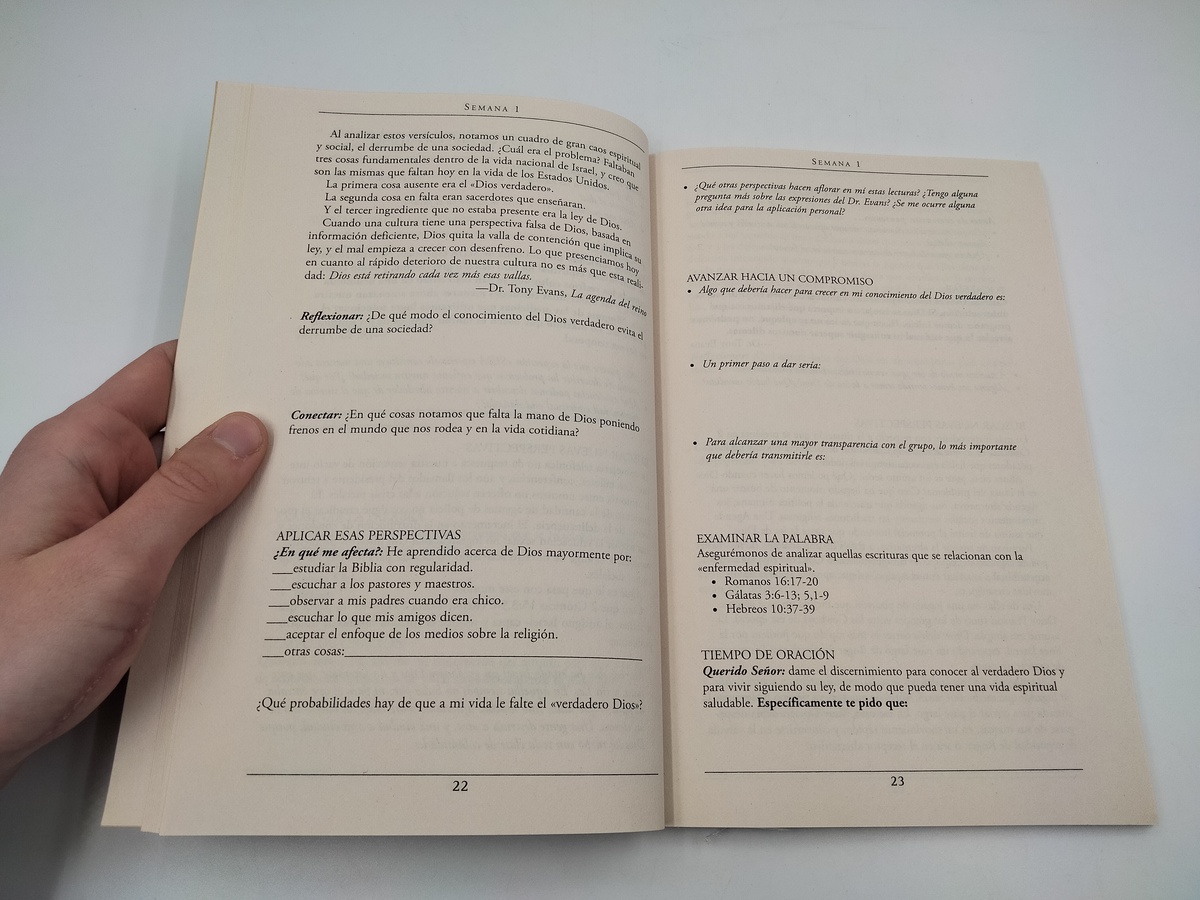 SEMANA 1
Al analizar estos versículos, notamos un cuadro de gran caos espiritual
y social, el derrumbe de una sociedad. ¿Cuál era el problema? Faltaban
tres cosas fundamentales dentro de la vida nacional de Israel, y creo que
son las mismas que faltan hoy en la vida de los Estados Unidos.
La primera cosa ausente era el «Dios verdadero».
La segunda cosa en falta eran sacerdotes que enseñaran.
Y el tercer ingrediente que no estaba presente era la ley de Dios.
Cuando una cultura tiene una perspectiva falsa de Dios, basada en
información deficiente, Dios quita la valla de contención que implica su
ley, y el mal empieza a crecer con desenfreno. Lo que presenciamos hoy
en cuanto al rápido deterioro de nuestra cultura no es más que esta reali-
dad: Dios está retirando cada vez más esas vallas.
—Dr. Tony Evans, La agenda del reino
Reflexionar: ¿De qué modo el conocimiento del Dios verdadero evita el
derrumbe de una sociedad?
Conectar: ¿En qué cosas notamos que falta la mano de Dios poniendo
frenos en el mundo que nos rodea y en la vida cotidiana?
APLICAR ESAS PERSPECTIVAS
¿En qué me afecta?: He aprendido acerca de Dios mayormente por:
___estudiar la Biblia con regularidad.
___escuchar a los pastores y maestros.
___observar a mis padres cuando era chico.
___escuchar lo que mis amigos dicen.
___aceptar el enfoque de los medios sobre la religión.
___otras cosas:___
¿Qué probabilidades hay de que a mi vida le falte el «verdadero Dios»?
22
SEMANA 1
• ¿Qué otras perspectivas hacen aflorar en mí estas lecturas? ¿Tengo alguna
pregunta más sobre las expresiones del Dr. Evans? ¿Se me ocurre alguna
otra idea para la aplicación personal?
AVANZAR HACIA UN COMPROMISO
• Algo que debería hacer para crecer en mi conocimiento del Dios verdadero es:
• Un primer paso a dar sería:
• Para alcanzar una mayor transparencia con el grupo, lo más importante
que debería transmitirle es:
EXAMINAR LA PALABRA
Asegurémonos de analizar aquellas escrituras que se relacionan con la
«enfermedad espiritual».
• Romanos 16:17-20
• Gálatas 3:6-13; 5,1-9
• Hebreos 10:37-39
TIEMPO DE ORACIÓN
Querido Señor: dame el discernimiento para conocer al verdadero Dios y
para vivir siguiendo su ley, de modo que pueda tener una vida espiritual
saludable. Específicamente te pido que:
23